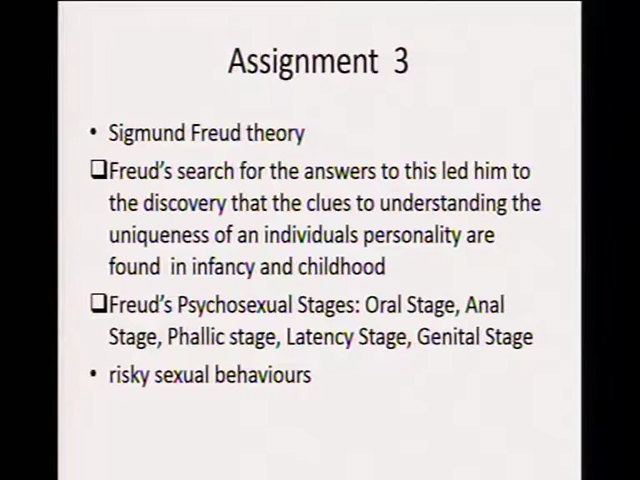 Assignment 3
• Sigmund Freud theory
❑Freud's search for the answers to this led him to
the discovery that the clues to understanding the
uniqueness of an individuals personality are
found in infancy and childhood
❑Freud's Psychosexual Stages: Oral Stage, Anal
Stage, Phallic stage, Latency Stage, Genital Stage
• risky sexual behaviours